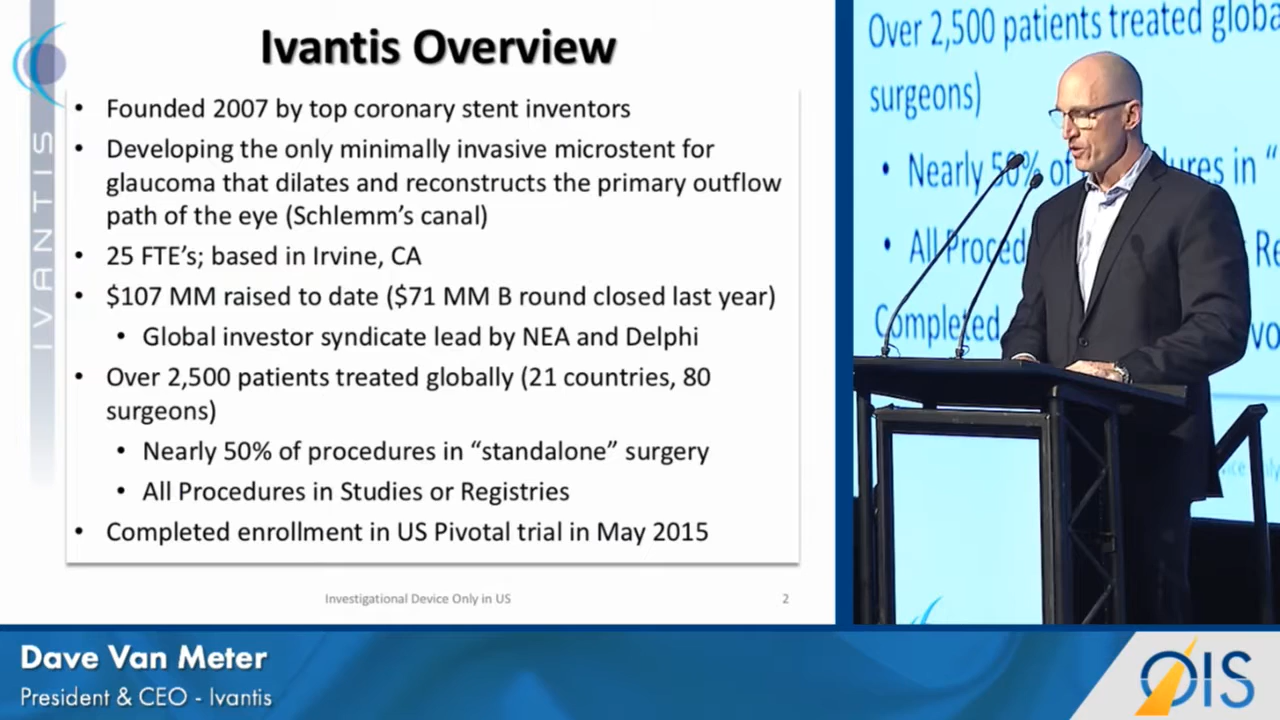 Ivantis Overview
• Founded 2007 by top coronary stent inventors
• Developing the only minimally invasive microstent for
glaucoma that dilates and reconstructs the primary outflow
path of the eye (Schlemm's canal)
• 25 FTE's; based in Irvine, CA
• $107 MM raised to date ($71 MM B round closed last year)
• Global investor syndicate lead by NEA and Delphi
• Over 2,500 patients treated globally (21 countries, 80
surgeons)
• Nearly 50% of procedures in “standalone” surgery
• All Procedures in Studies or Registries
• Completed enrollment in US Pivotal trial in May 2015
Investigational Device Only in US
2
IVANTIS
Over 2,500 patients treated globa
surgeons)
• Nearly 50% of
ures in “
• All Proced
Re
Completed
vo
Dave Van Meter
President & CEO - Ivantis
OIS